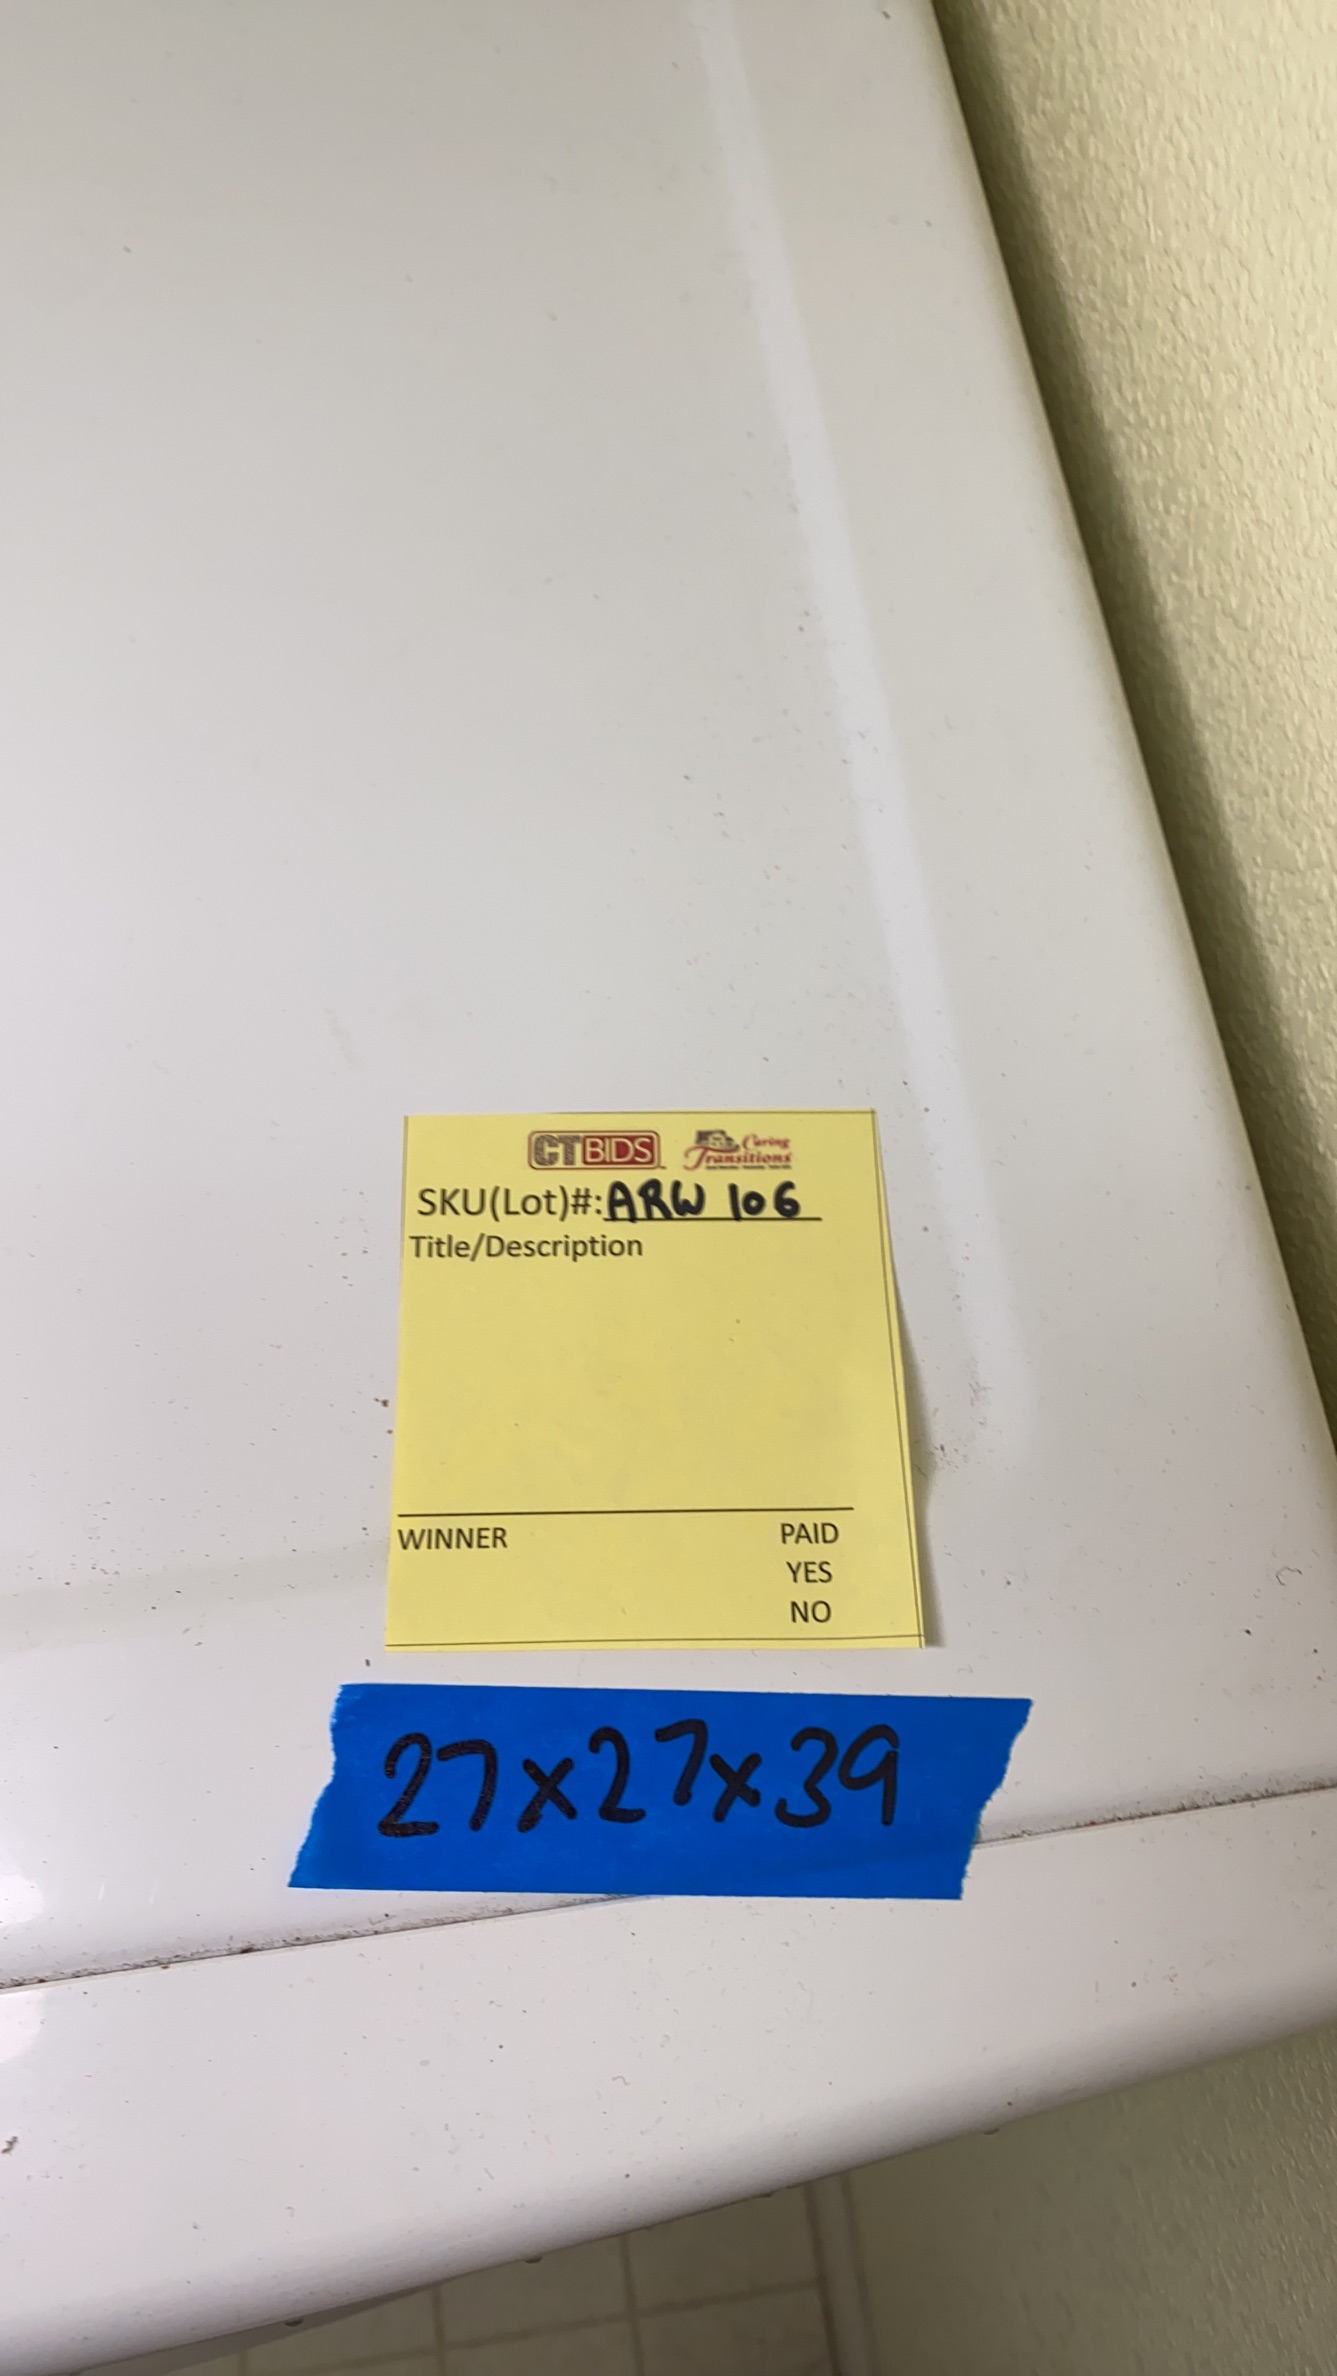 CTBIDS
Caring
Transitions
SKU(Lot)#: ARW 106
Title/Description
WINNER
PAID
YES
NO
27x27x39